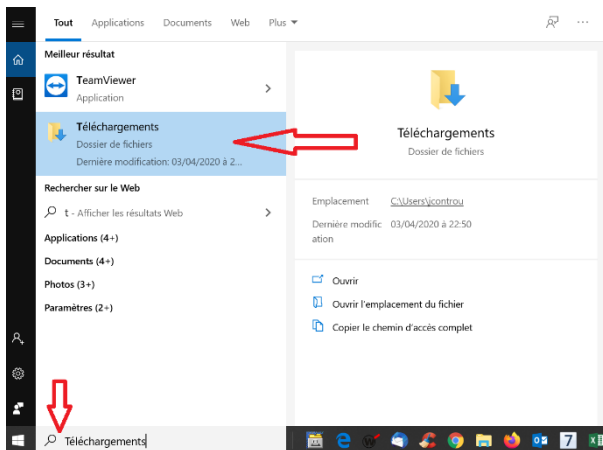 Tout Applications Documents Web Plus
Meilleur résultat
TeamViewer
Application
Téléchargements
Dossier de fichiers
Dernière modification: 03/04/2020 à 2...
Rechercher sur le Web
t - Afficher les résultats Web
Applications (4+)
Documents (4+)
Photos (3+)
Paramètres (2+)
Téléchargements
Dossier de fichiers
Emplacement C:\Users\jcontrou
Dernière modific 03/04/2020 à 22:50
ation
Ouvrir
Ouvrir l'emplacement du fichier
Copier le chemin d'accès complet
Téléchargements
7